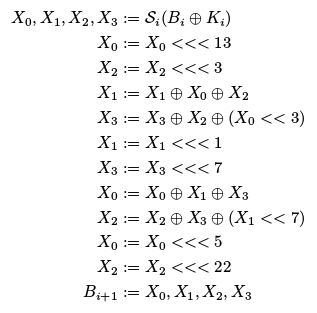 X₀, X₁, X₂, X₃ := 𝒮ᵢ(Bᵢ ⊕ Kᵢ)
X₀ := X₀ <<< 13
X₂ := X₂ <<< 3
X₁ := X₁ ⊕ X₀ ⊕ X₂
X₃ := X₃ ⊕ X₂ ⊕ (X₀ << 3)
X₁ := X₁ <<< 1
X₃ := X₃ <<< 7
X₀ := X₀ ⊕ X₁ ⊕ X₃
X₂ := X₂ ⊕ X₃ ⊕ (X₁ << 7)
X₀ := X₀ <<< 5
X₂ := X₂ <<< 22
Bᵢ₊₁ := X₀, X₁, X₂, X₃